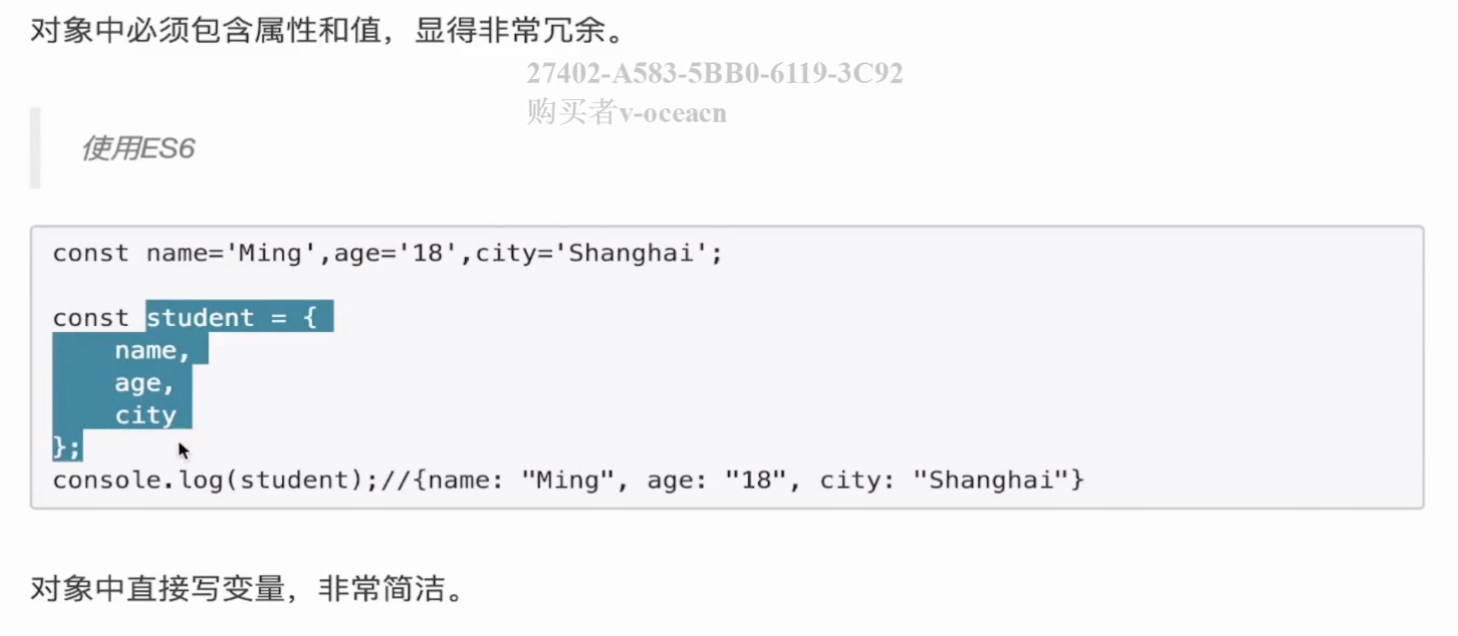 对象中必须包含属性和值，显得非常冗余。
27402-A583-5BB0-6119-3C92
购买者v-oceacn
使用ES6
const name='Ming',age='18',city='Shanghai';
const student = {
    name,
    age,
    city
};
console.log(student);//{name: "Ming", age: "18", city: "Shanghai"}
对象中直接写变量，非常简洁。